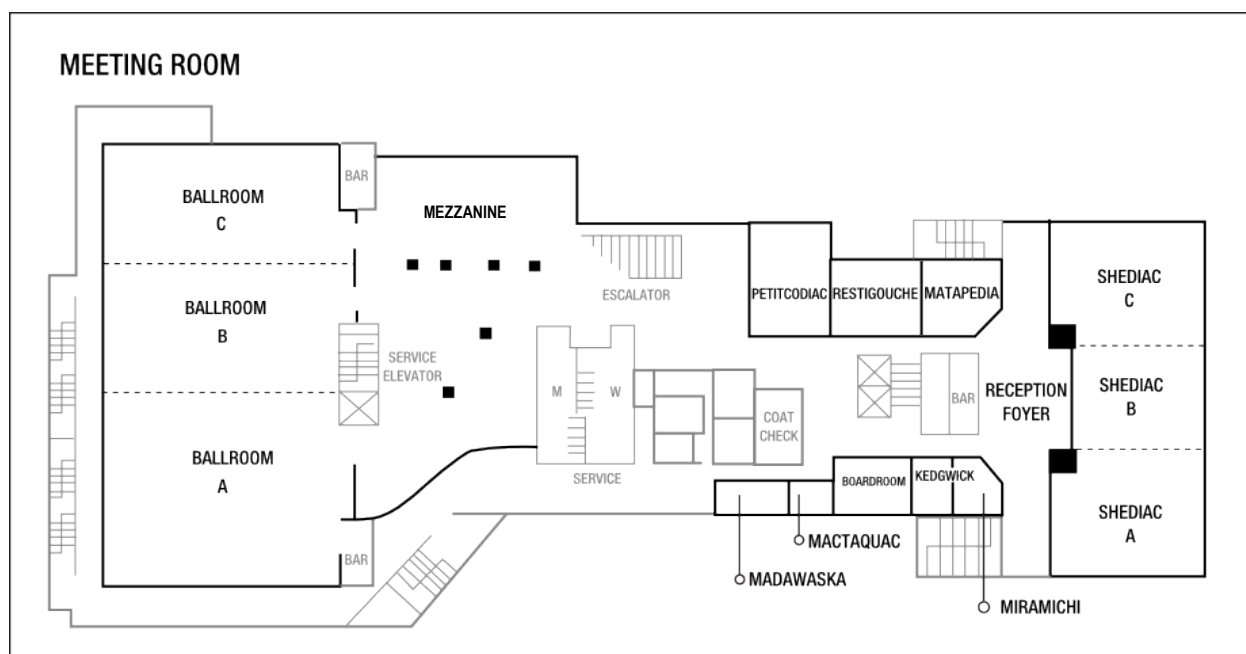 MEETING ROOM
BALLROOM
C
BAR
MEZZANINE
BALLROOM
B
ESCALATOR
SERVICE
ELEVATOR
M
W
BALLROOM
A
SERVICE
BAR
COAT
CHECK
PETITCODIAC
RESTIGOUCHE
MATAPEDIA
BAR
RECEPTION
FOYER
SHEDIAC
C
SHEDIAC
B
SHEDIAC
A
BOARDROOM
KEDGWICK
MACTAQUAC
MADAWASKA
MIRAMICHI